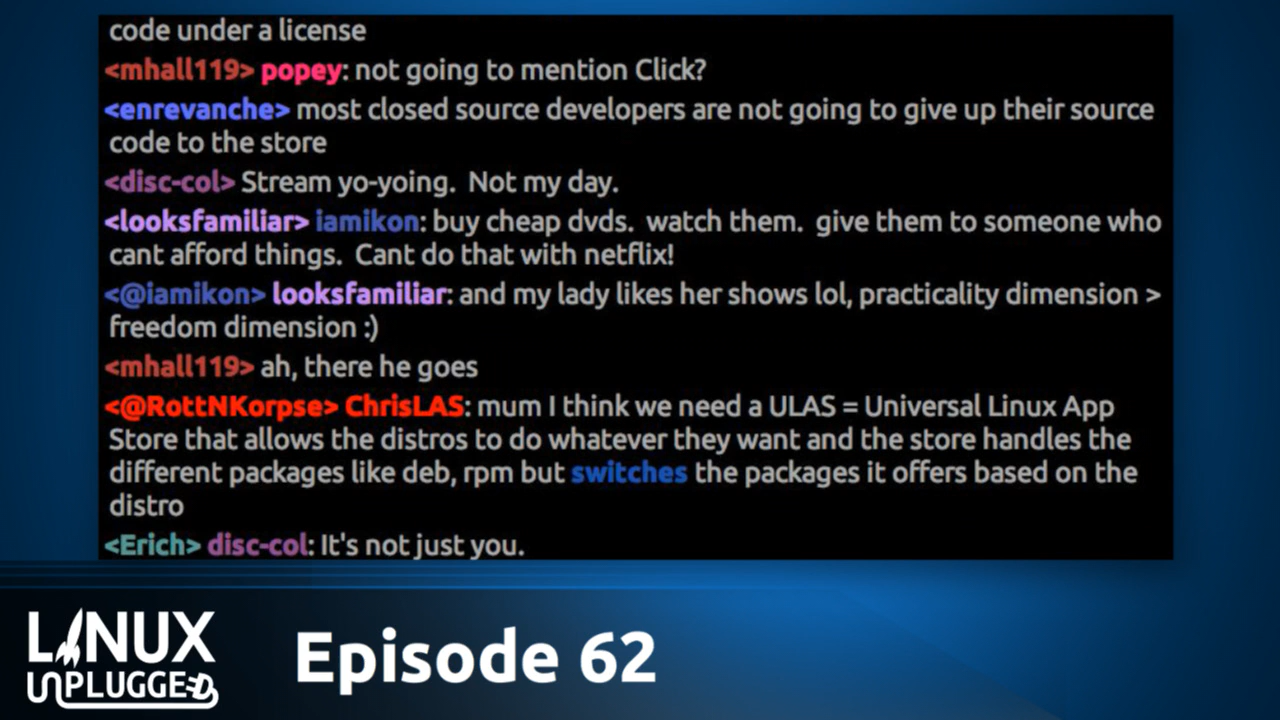 code under a license
<mhall119> popey: not going to mention Click?
<enrevanche> most closed source developers are not going to give up their source
code to the store
<disc-col> Stream yo-yoing.  Not my day.
<looksfamiliar> iamikon: buy cheap dvds.  watch them.  give them to someone who
cant afford things.  Cant do that with netflix!
<@iamikon> looksfamiliar: and my lady likes her shows lol, practicality dimension >
freedom dimension :)
<mhall119> ah, there he goes
<@RottNKorpse> ChrisLAS: mum I think we need a ULAS = Universal Linux App
Store that allows the distros to do whatever they want and the store handles the
different packages like deb, rpm but switches the packages it offers based on the
distro
<Erich> disc-col: It's not just you.
LINUX
UNPLUGGED
Episode 62